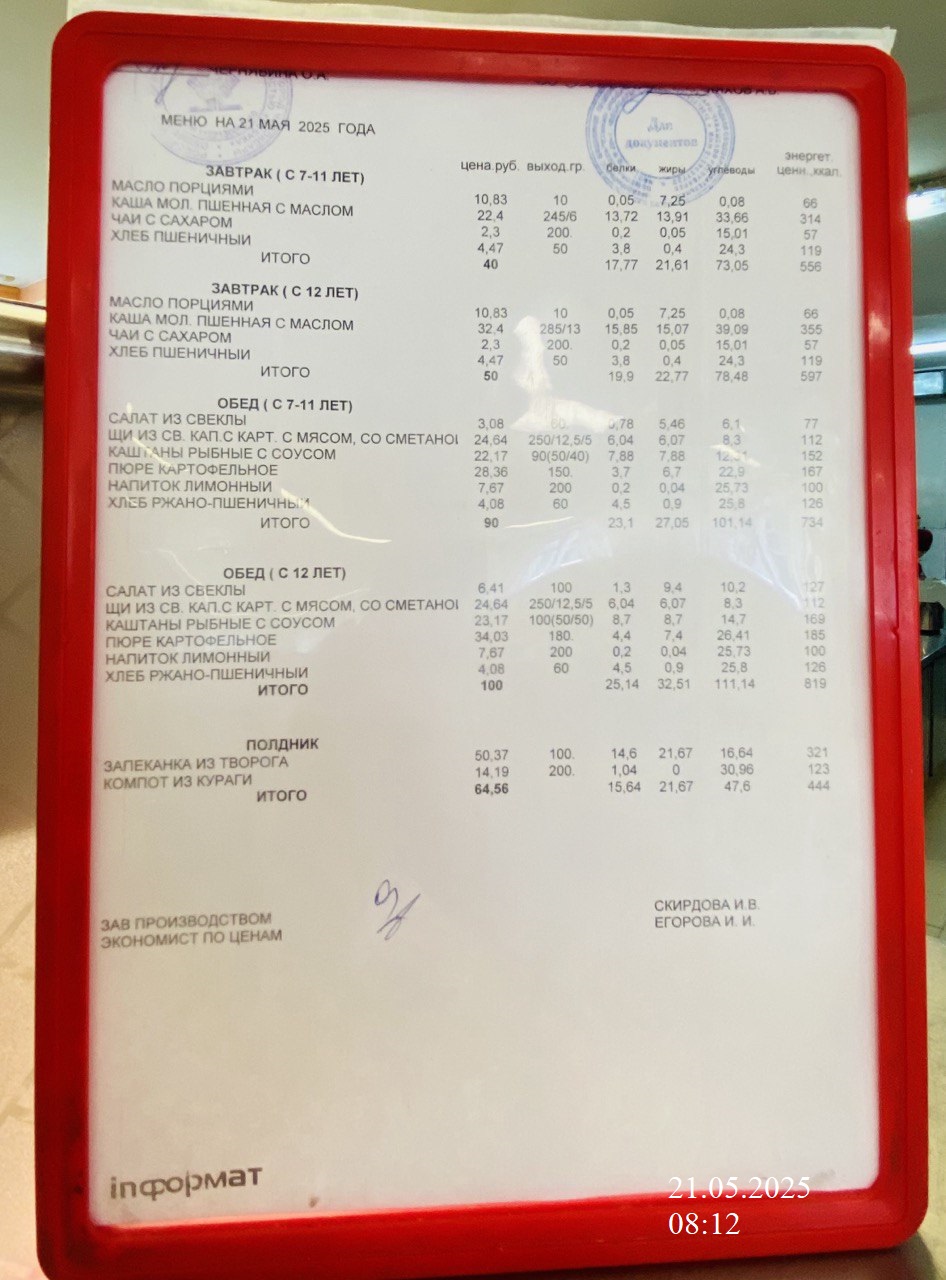 ЧЕРНЯВИНА О.А.
МЕНЮ НА 21 МАЯ 2025 ГОДА
Для документов
цена.руб. выход.гр. белки жиры углеводы энергет. ценн.,ккал.
ЗАВТРАК ( С 7-11 ЛЕТ)
МАСЛО ПОРЦИЯМИ 10,83 10 0,05 7,25 0,08 66
КАША МОЛ. ПШЕННАЯ С МАСЛОМ 22,4 245/6 13,72 13,91 33,66 314
ЧАЙ С САХАРОМ 2,3 200. 0,2 0,05 15,01 57
ХЛЕБ ПШЕНИЧНЫЙ 4,47 50 3,8 0,4 24,3 119
ИТОГО 40 17,77 21,61 73,05 556
ЗАВТРАК ( С 12 ЛЕТ)
МАСЛО ПОРЦИЯМИ 10,83 10 0,05 7,25 0,08 66
КАША МОЛ. ПШЕННАЯ С МАСЛОМ 32,4 285/13 15,85 15,07 39,09 355
ЧАЙ С САХАРОМ 2,3 200. 0,2 0,05 15,01 57
ХЛЕБ ПШЕНИЧНЫЙ 4,47 50 3,8 0,4 24,3 119
ИТОГО 50 19,9 22,77 78,48 597
ОБЕД ( С 7-11 ЛЕТ)
САЛАТ ИЗ СВЕКЛЫ 3,08 60. 0,78 5,46 6,1 77
ЩИ ИЗ СВ. КАП.С КАРТ. С МЯСОМ, СО СМЕТАНОЙ 24,64 250/12,5/5 6,04 6,07 8,3 112
КАШТАНЫ РЫБНЫЕ С СОУСОМ 22,17 90(50/40) 7,88 7,88 152
ПЮРЕ КАРТОФЕЛЬНОЕ 28,36 150. 3,7 6,7 22,9 167
НАПИТОК ЛИМОННЫЙ 7,67 200 0,2 0,04 25,73 100
ХЛЕБ РЖАНО-ПШЕНИЧНЫЙ 4,08 60 4,5 0,9 25,8 126
ИТОГО 90 23,1 27,05 101,14 734
ОБЕД ( С 12 ЛЕТ)
САЛАТ ИЗ СВЕКЛЫ 6,41 100 1,3 9,4 10,2 127
ЩИ ИЗ СВ. КАП.С КАРТ. С МЯСОМ, СО СМЕТАНОЙ 24,64 250/12,5/5 6,04 6,07 8,3 112
КАШТАНЫ РЫБНЫЕ С СОУСОМ 23,17 100(50/50) 8,7 8,7 14,7 169
ПЮРЕ КАРТОФЕЛЬНОЕ 34,03 180. 4,4 7,4 26,41 185
НАПИТОК ЛИМОННЫЙ 7,67 200 0,2 0,04 25,73 100
ХЛЕБ РЖАНО-ПШЕНИЧНЫЙ 4,08 60 4,5 0,9 25,8 126
ИТОГО 100 25,14 32,51 111,14 819
ПОЛДНИК
ЗАПЕКАНКА ИЗ ТВОРОГА 50,37 100. 14,6 21,67 16,64 321
КОМПОТ ИЗ КУРАГИ 14,19 200. 1,04 0 30,96 123
ИТОГО 64,56 15,64 21,67 47,6 444
ЗАВ ПРОИЗВОДСТВОМ СКИРДОВА И.В.
ЭКОНОМИСТ ПО ЦЕНАМ ЕГОРОВА И. И.
inформат
21.05.2025
08:12